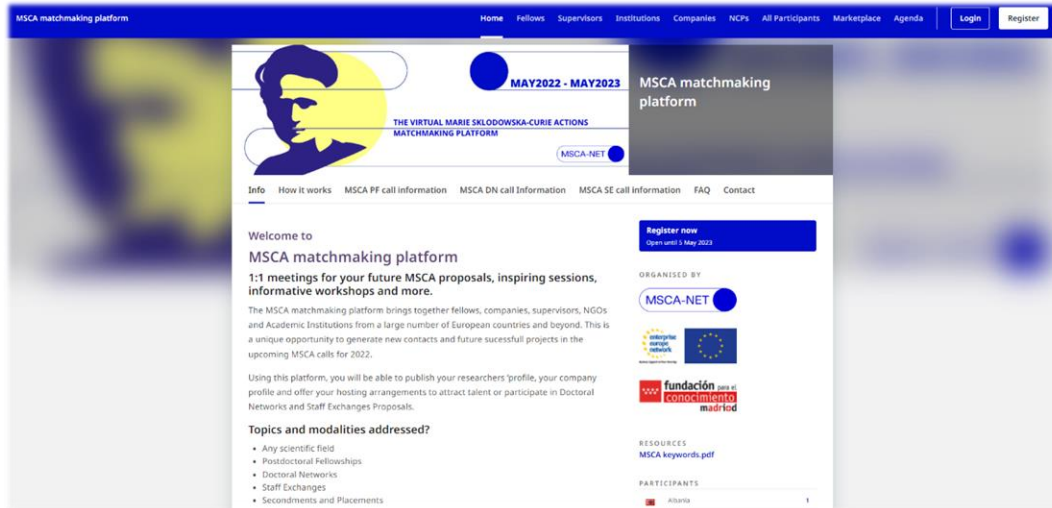 MSCA matchmaking platform
Home Fellows Supervisors Institutions Companies NCPs All Participants Marketplace Agenda Login Register
MAY2022 - MAY2023
THE VIRTUAL MARIE SKLODOWSKA-CURIE ACTIONS
MATCHMAKING PLATFORM
MSCA-NET
MSCA matchmaking
platform
Info How it works MSCA PF call information MSCA DN call Information MSCA SE call information FAQ Contact
Welcome to
MSCA matchmaking platform
1:1 meetings for your future MSCA proposals, inspiring sessions,
informative workshops and more.
The MSCA matchmaking platform brings together fellows, companies, supervisors, NGOs
and Academic Institutions from a large number of European countries and beyond. This is
a unique opportunity to generate new contacts and future sucessfull projects in the
upcoming MSCA calls for 2022.
Using this platform, you will be able to publish your researchers 'profile, your company
profile and offer your hosting arrangements to attract talent or participate in Doctoral
Networks and Staff Exchanges Proposals.
Topics and modalities addressed?
• Any scientific field
• Postdoctoral Fellowships
• Doctoral Networks
• Staff Exchanges
• Secondments and Placements
Register now
Open until 5 May 2023
ORGANISED BY
MSCA-NET
enterprise
europe
network
fundación para el
conocimiento
madri+d
RESOURCES
MSCA keywords.pdf
PARTICIPANTS
Albania 1